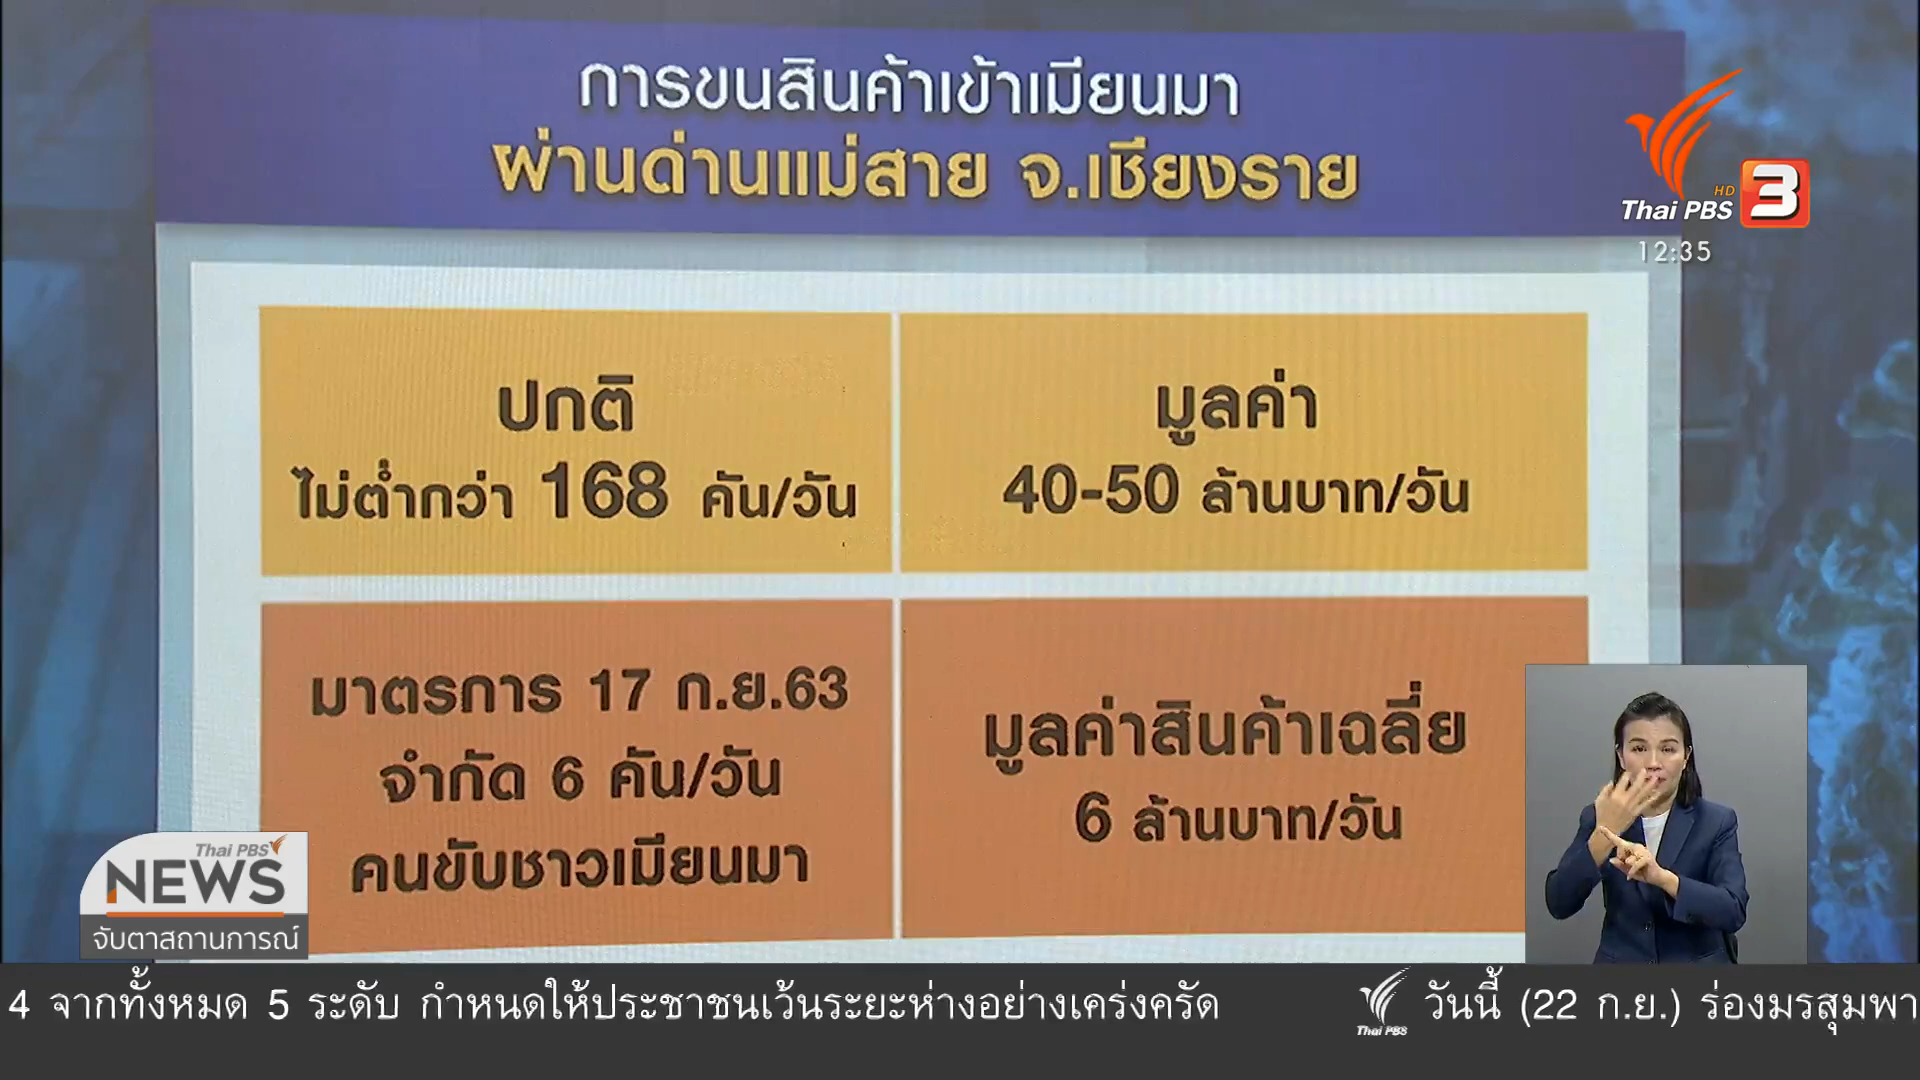 การขนสินค้าเข้าเมียนมา
ผ่านด่านแม่สาย จ.เชียงราย
HD
Thai PBS 3
12:35
ปกติ
ไม่ต่ำกว่า 168 คัน/วัน
มูลค่า
40-50 ล้านบาท/วัน
มาตรการ 17 ก.ย.63
จำกัด 6 คัน/วัน
คนขับชาวเมียนมา
มูลค่าสินค้าเฉลี่ย
6 ล้านบาท/วัน
Thai PBS
NEWS
จับตาสถานการณ์
4 จากทั้งหมด 5 ระดับ กำหนดให้ประชาชนเว้นระยะห่างอย่างเคร่งครัด
Thai PBS
วันนี้ (22 ก.ย.) ร่องมรสุมพา